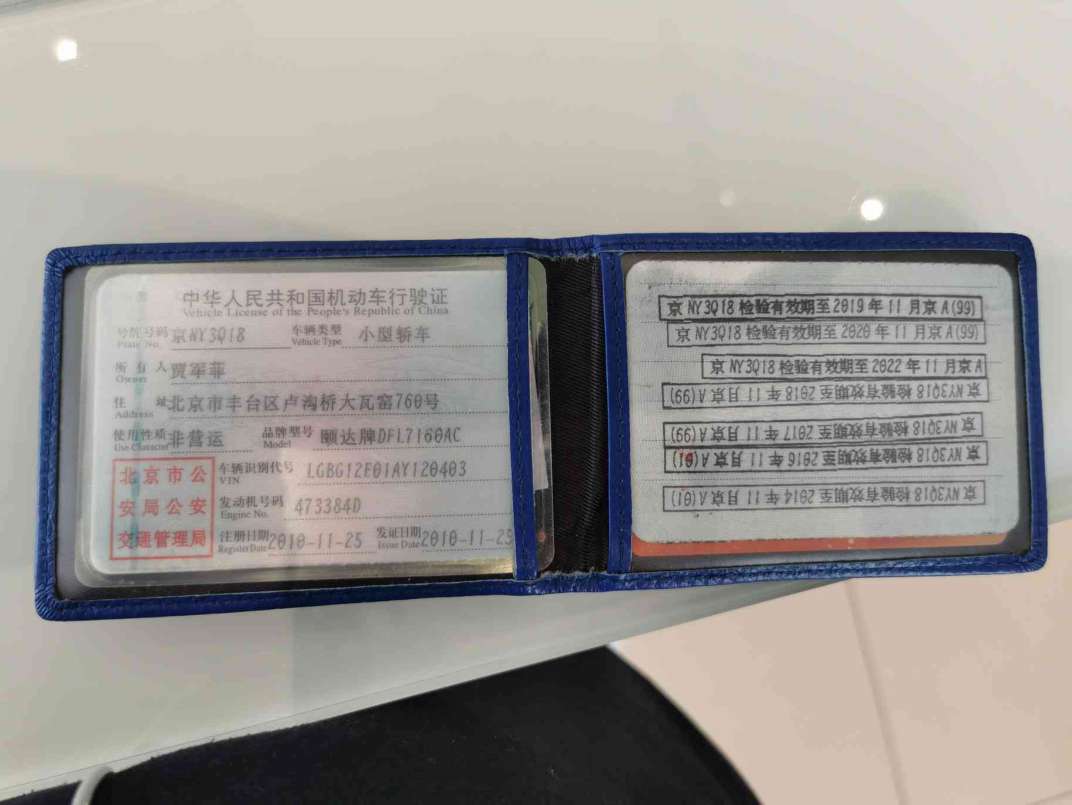 中华人民共和国机动车行驶证
Vehicle License of the People's Republic of China
号牌号码 京NY3Q18 车辆类型 小型轿车
Plate No. Vehicle Type
所有人 贾军菲
Owner
住址 北京市丰台区卢沟桥大瓦窑760号
Address
使用性质 非营运 品牌型号 颐达牌DFL7160AC
Use Character Model
北京市公安局公安交通管理局
车辆识别代号 LGBG12E01AY120403
VIN
发动机号码 473384D
Engine No.
注册日期 2010-11-25 发证日期 2010-11-25
Register Date Issue Date
京NY3Q18检验有效期至2019年11月京A(99)
京NY3Q18检验有效期至2020年11月京A(99)
京NY3Q18检验有效期至2022年11月京A
京NY3Q18检验有效期至2018年11月京A(99)
京NY3Q18检验有效期至2017年11月京A(99)
京NY3Q18检验有效期至2016年11月京A(01)
京NY3Q18检验有效期至2014年11月京A(01)